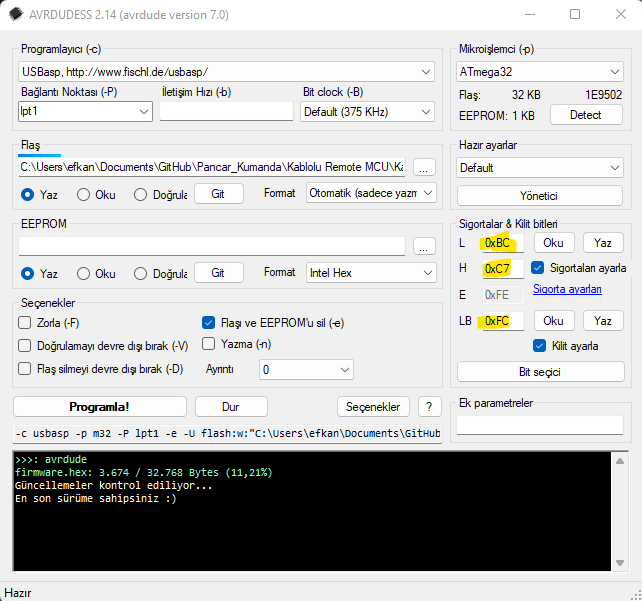 AVRDUDESS 2.14 (avrdude version 7.0)
Programlayıcı (-c)
USBasp, http://www.fischl.de/usbasp/
Bağlantı Noktası (-P) İletişim Hızı (-b) Bit clock (-B)
lpt1 Default (375 KHz)
Mikroişlemci (-p)
ATmega32
Flaş: 32 KB 1E9502
EEPROM: 1 KB Detect
Flaş
C:\Users\efkan\Documents\GitHub\Pancar_Kumanda\Kablolu Remote MCU\Ka ...
Yaz Oku Doğrula Git Format Otomatik (sadece yazm
Hazır ayarlar
Default
Yönetici
EEPROM
...
Yaz Oku Doğrula Git Format Intel Hex
Sigortalar & Kilit bitleri
L 0xBC Oku Yaz
H 0xC7 Sigortaları ayarla
E 0xFE Sigorta ayarları
LB 0xFC Oku Yaz
Kilit ayarla
Bit seçici
Seçenekler
Zorla (-F) Flaşı ve EEPROM'u sil (-e)
Doğrulamayı devre dışı bırak (-V) Yazma (-n)
Flaş silmeyi devre dışı bırak (-D) Ayrıntı 0
Programla! Dur Seçenekler ?
Ek parametreler
-c usbasp -p m32 -P lpt1 -e -U flash:w:"C:\Users\efkan\Documents\GitHub
>>>: avrdude
firmware.hex: 3.674 / 32.768 Bytes (11,21%)
Güncellemeler kontrol ediliyor...
En son sürüme sahipsiniz :)
Hazır